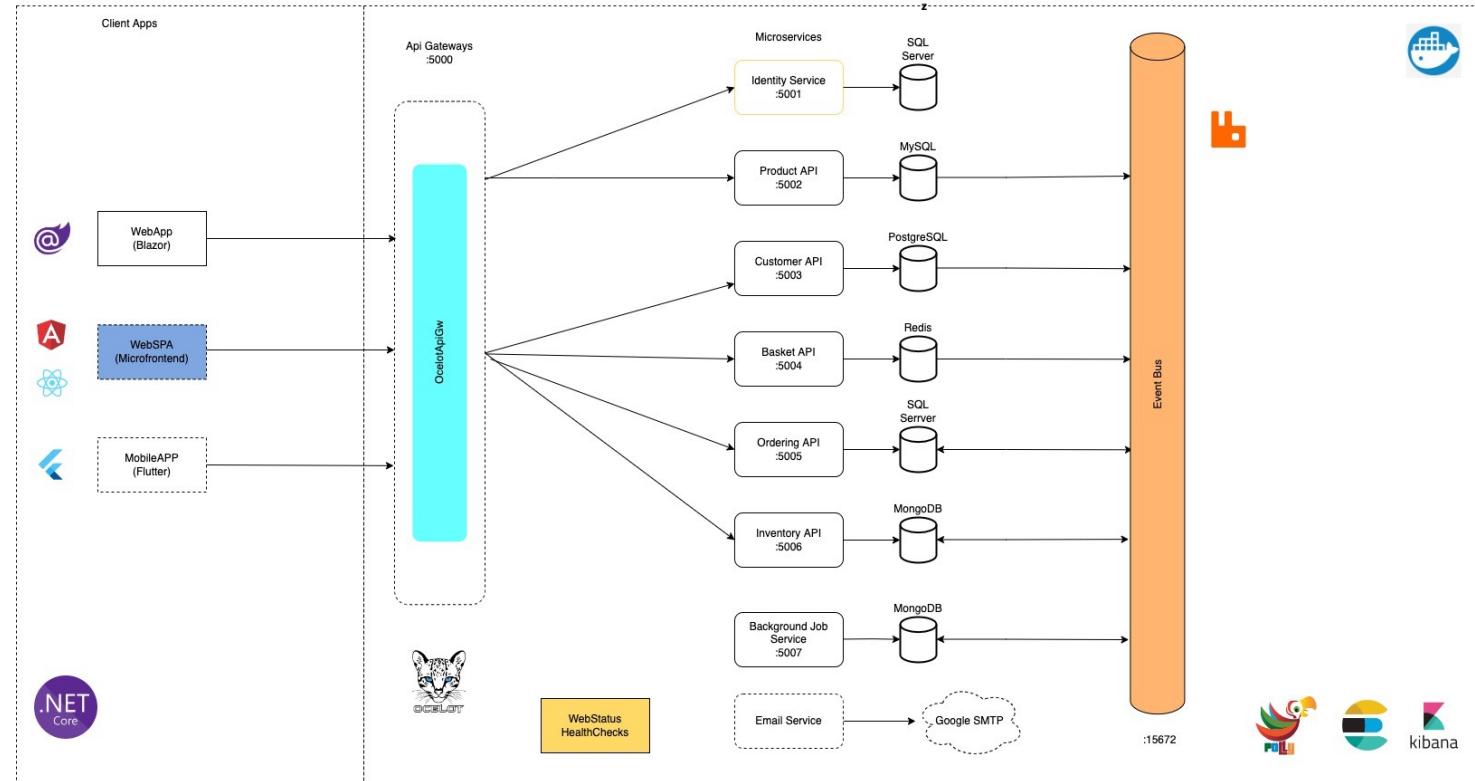 z
Client Apps
Api Gateways
:5000
Microservices
SQL
Server
Identity Service
:5001
MySQL
Product API
:5002
PostgreSQL
Customer API
:5003
WebApp
(Blazor)
Redis
Basket API
:5004
WebSPA
(Microfrontend)
OcelotApiGw
Event Bus
SQL
Serrver
Ordering API
:5005
MobileAPP
(Flutter)
MongoDB
Inventory API
:5006
MongoDB
Background Job
Service
:5007
OCELOT
.NET
Core
WebStatus
HealthChecks
Email Service
Google SMTP
:15672
POLLY
kibana
@
A